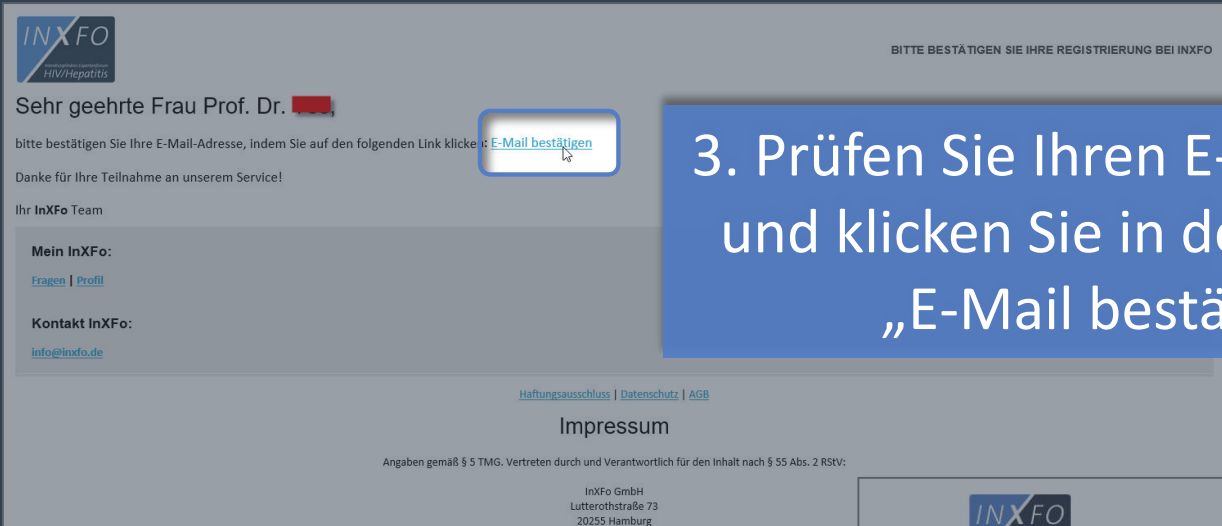 INXFO
HIV/Hepatitis
BITTE BESTÄTIGEN SIE IHRE REGISTRIERUNG BEI INXFO
Sehr geehrte Frau Prof. Dr.
bitte bestätigen Sie Ihre E-Mail-Adresse, indem Sie auf den folgenden Link klicken: E-Mail bestätigen
Danke für Ihre Teilnahme an unserem Service!
Ihr InXFo Team
3. Prüfen Sie Ihren E-
und klicken Sie in de
„E-Mail bestä
Mein InXFo:
Fragen | Profil
Kontakt InXFo:
info@inxfo.de
Haftungsausschluss | Datenschutz | AGB
Impressum
Angaben gemäß § 5 TMG. Vertreten durch und Verantwortlich für den Inhalt nach § 55 Abs. 2 RStV:
InXFo GmbH
Lutterothstraße 73
20255 Hamburg
INXFO